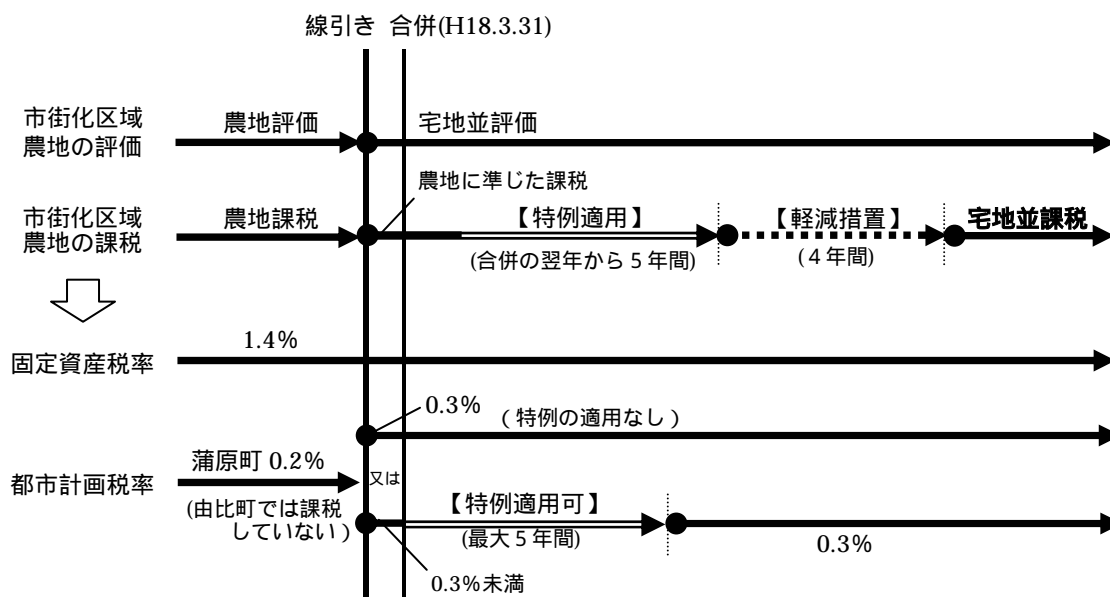 線引き 合併(H18.3.31)
市街化区域
農地の評価
農地評価
宅地並評価
農地に準じた課税
市街化区域
農地の課税
農地課税
【特例適用】
(合併の翌年から５年間)
【軽減措置】
(４年間)
宅地並課税
固定資産税率
1.4%
0.3%
（特例の適用なし）
都市計画税率
蒲原町 0.2%
(由比町では課税
していない）
又は
【特例適用可】
(最大５年間)
0.3%
0.3%未満